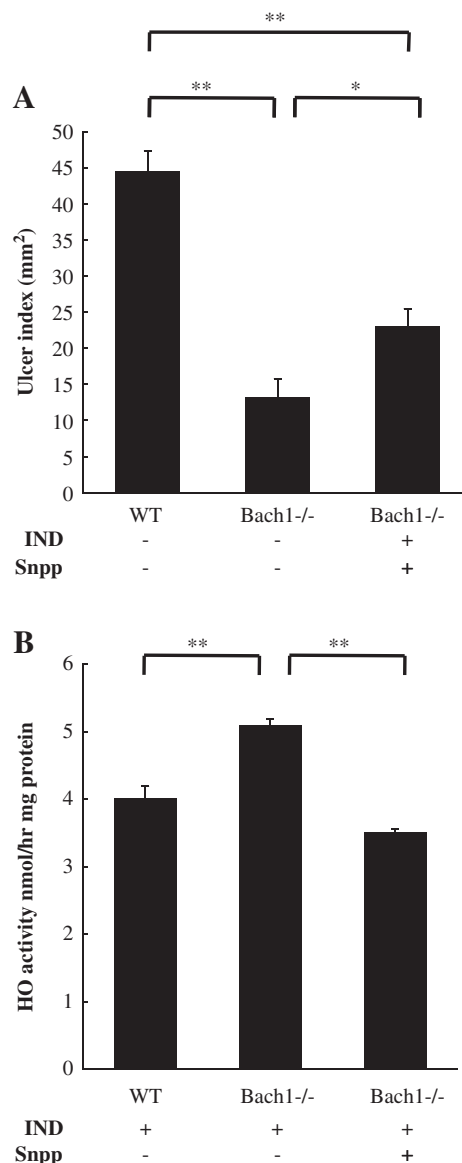 **
A
** *
Ulcer index (mm²)
50
45
40
35
30
25
20
15
10
5
0
WT Bach1-/- Bach1-/-
IND - - +
Snpp - - +
B
** **
HO activity nmol/hr mg protein
6
5
4
3
2
1
0
WT Bach1-/- Bach1-/-
IND + + +
Snpp - - +